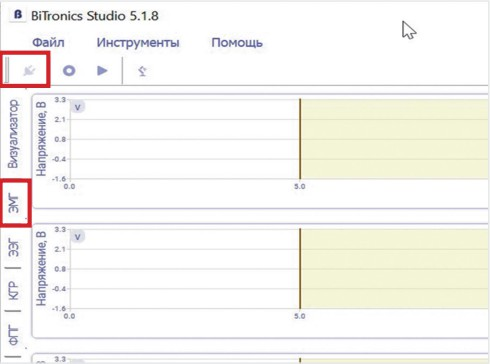 BiTronics Studio 5.1.8
Файл Инструменты Помощь
Визуализатор
ЭМГ
ЭЭГ
КГР
ФПГ
Напряжение, В
3.3
2.1
0.8
-0.4
-1.6
V
0.0 5.0
Напряжение, В
3.3
2.1
0.8
-0.4
-1.6
V
0.0 5.0
3.3